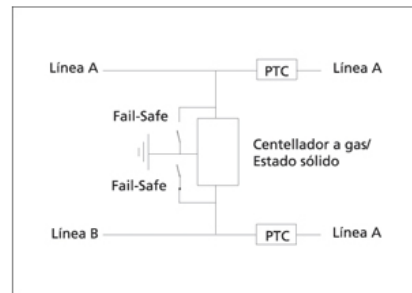 Línea A
PTC
Línea A
Fail-Safe
Centellador a gas/
Estado sólido
Fail-Safe
Línea B
PTC
Línea A